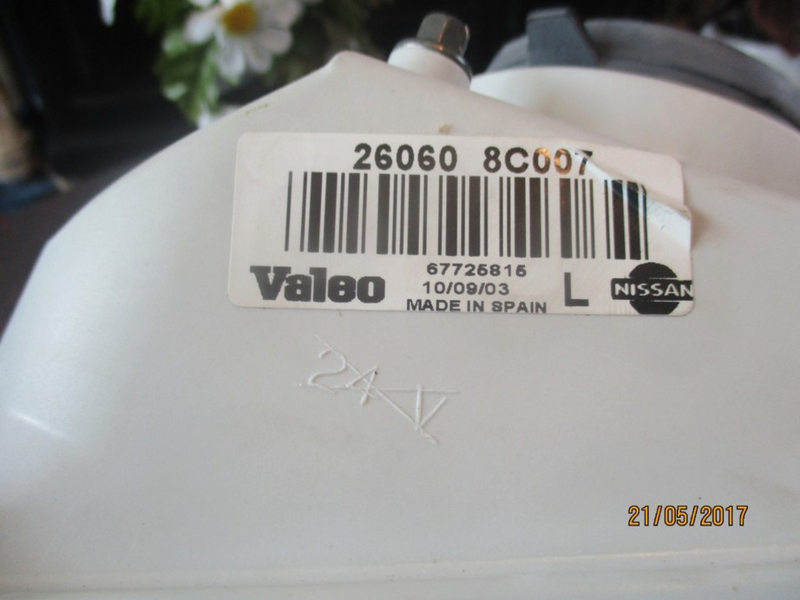 26060 8C007
Valeo
67725815
10/09/03
MADE IN SPAIN
L
NISSAN
24V
21/05/2017